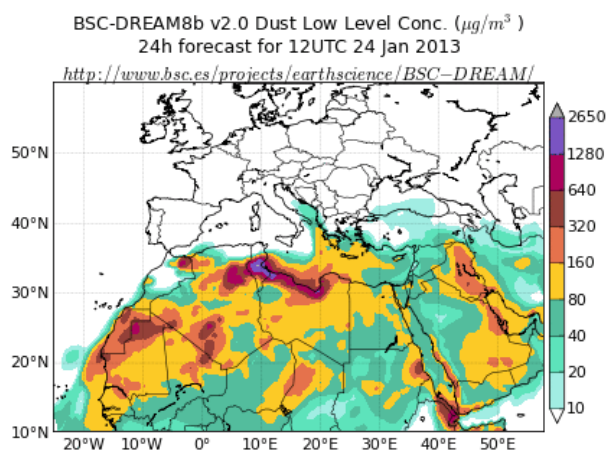 BSC-DREAM8b v2.0 Dust Low Level Conc. (μg/m³ )
24h forecast for 12UTC 24 Jan 2013
http://www.bsc.es/projects/earthscience/BSC−DREAM/
2650
1280
640
320
160
80
40
20
10
50°N
40°N
30°N
20°N
10°N
20°W 10°W 0° 10°E 20°E 30°E 40°E 50°E